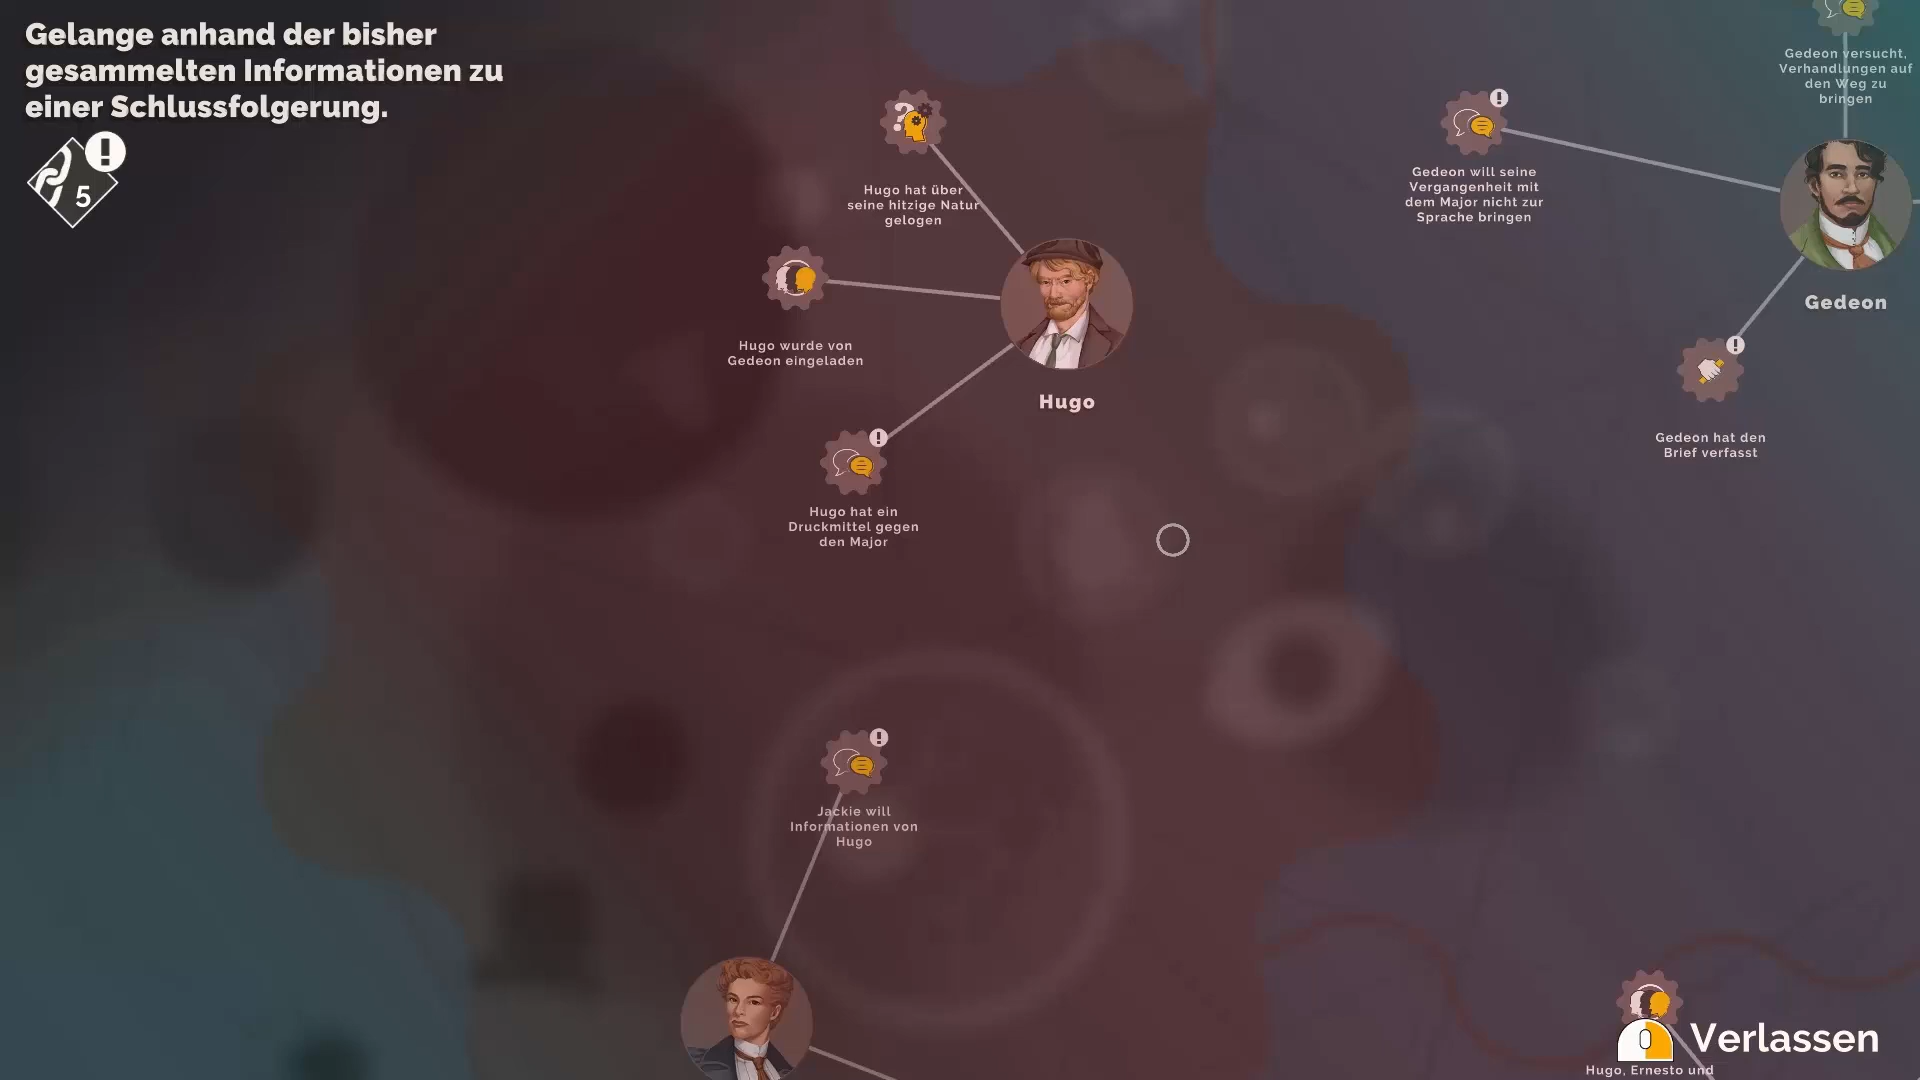 Gelange anhand der bisher
gesammelten Informationen zu
einer Schlussfolgerung.
5
Gedeon versucht,
Verhandlungen auf
den Weg zu
bringen
Hugo hat über
seine hitzige Natur
gelogen
Gedeon will seine
Vergangenheit mit
dem Major nicht zur
Sprache bringen
Gedeon
Hugo wurde von
Gedeon eingeladen
Hugo
Gedeon hat den
Brief verfasst
Hugo hat ein
Druckmittel gegen
den Major
Jackie will
Informationen von
Hugo
Verlassen
Hugo, Ernesto und